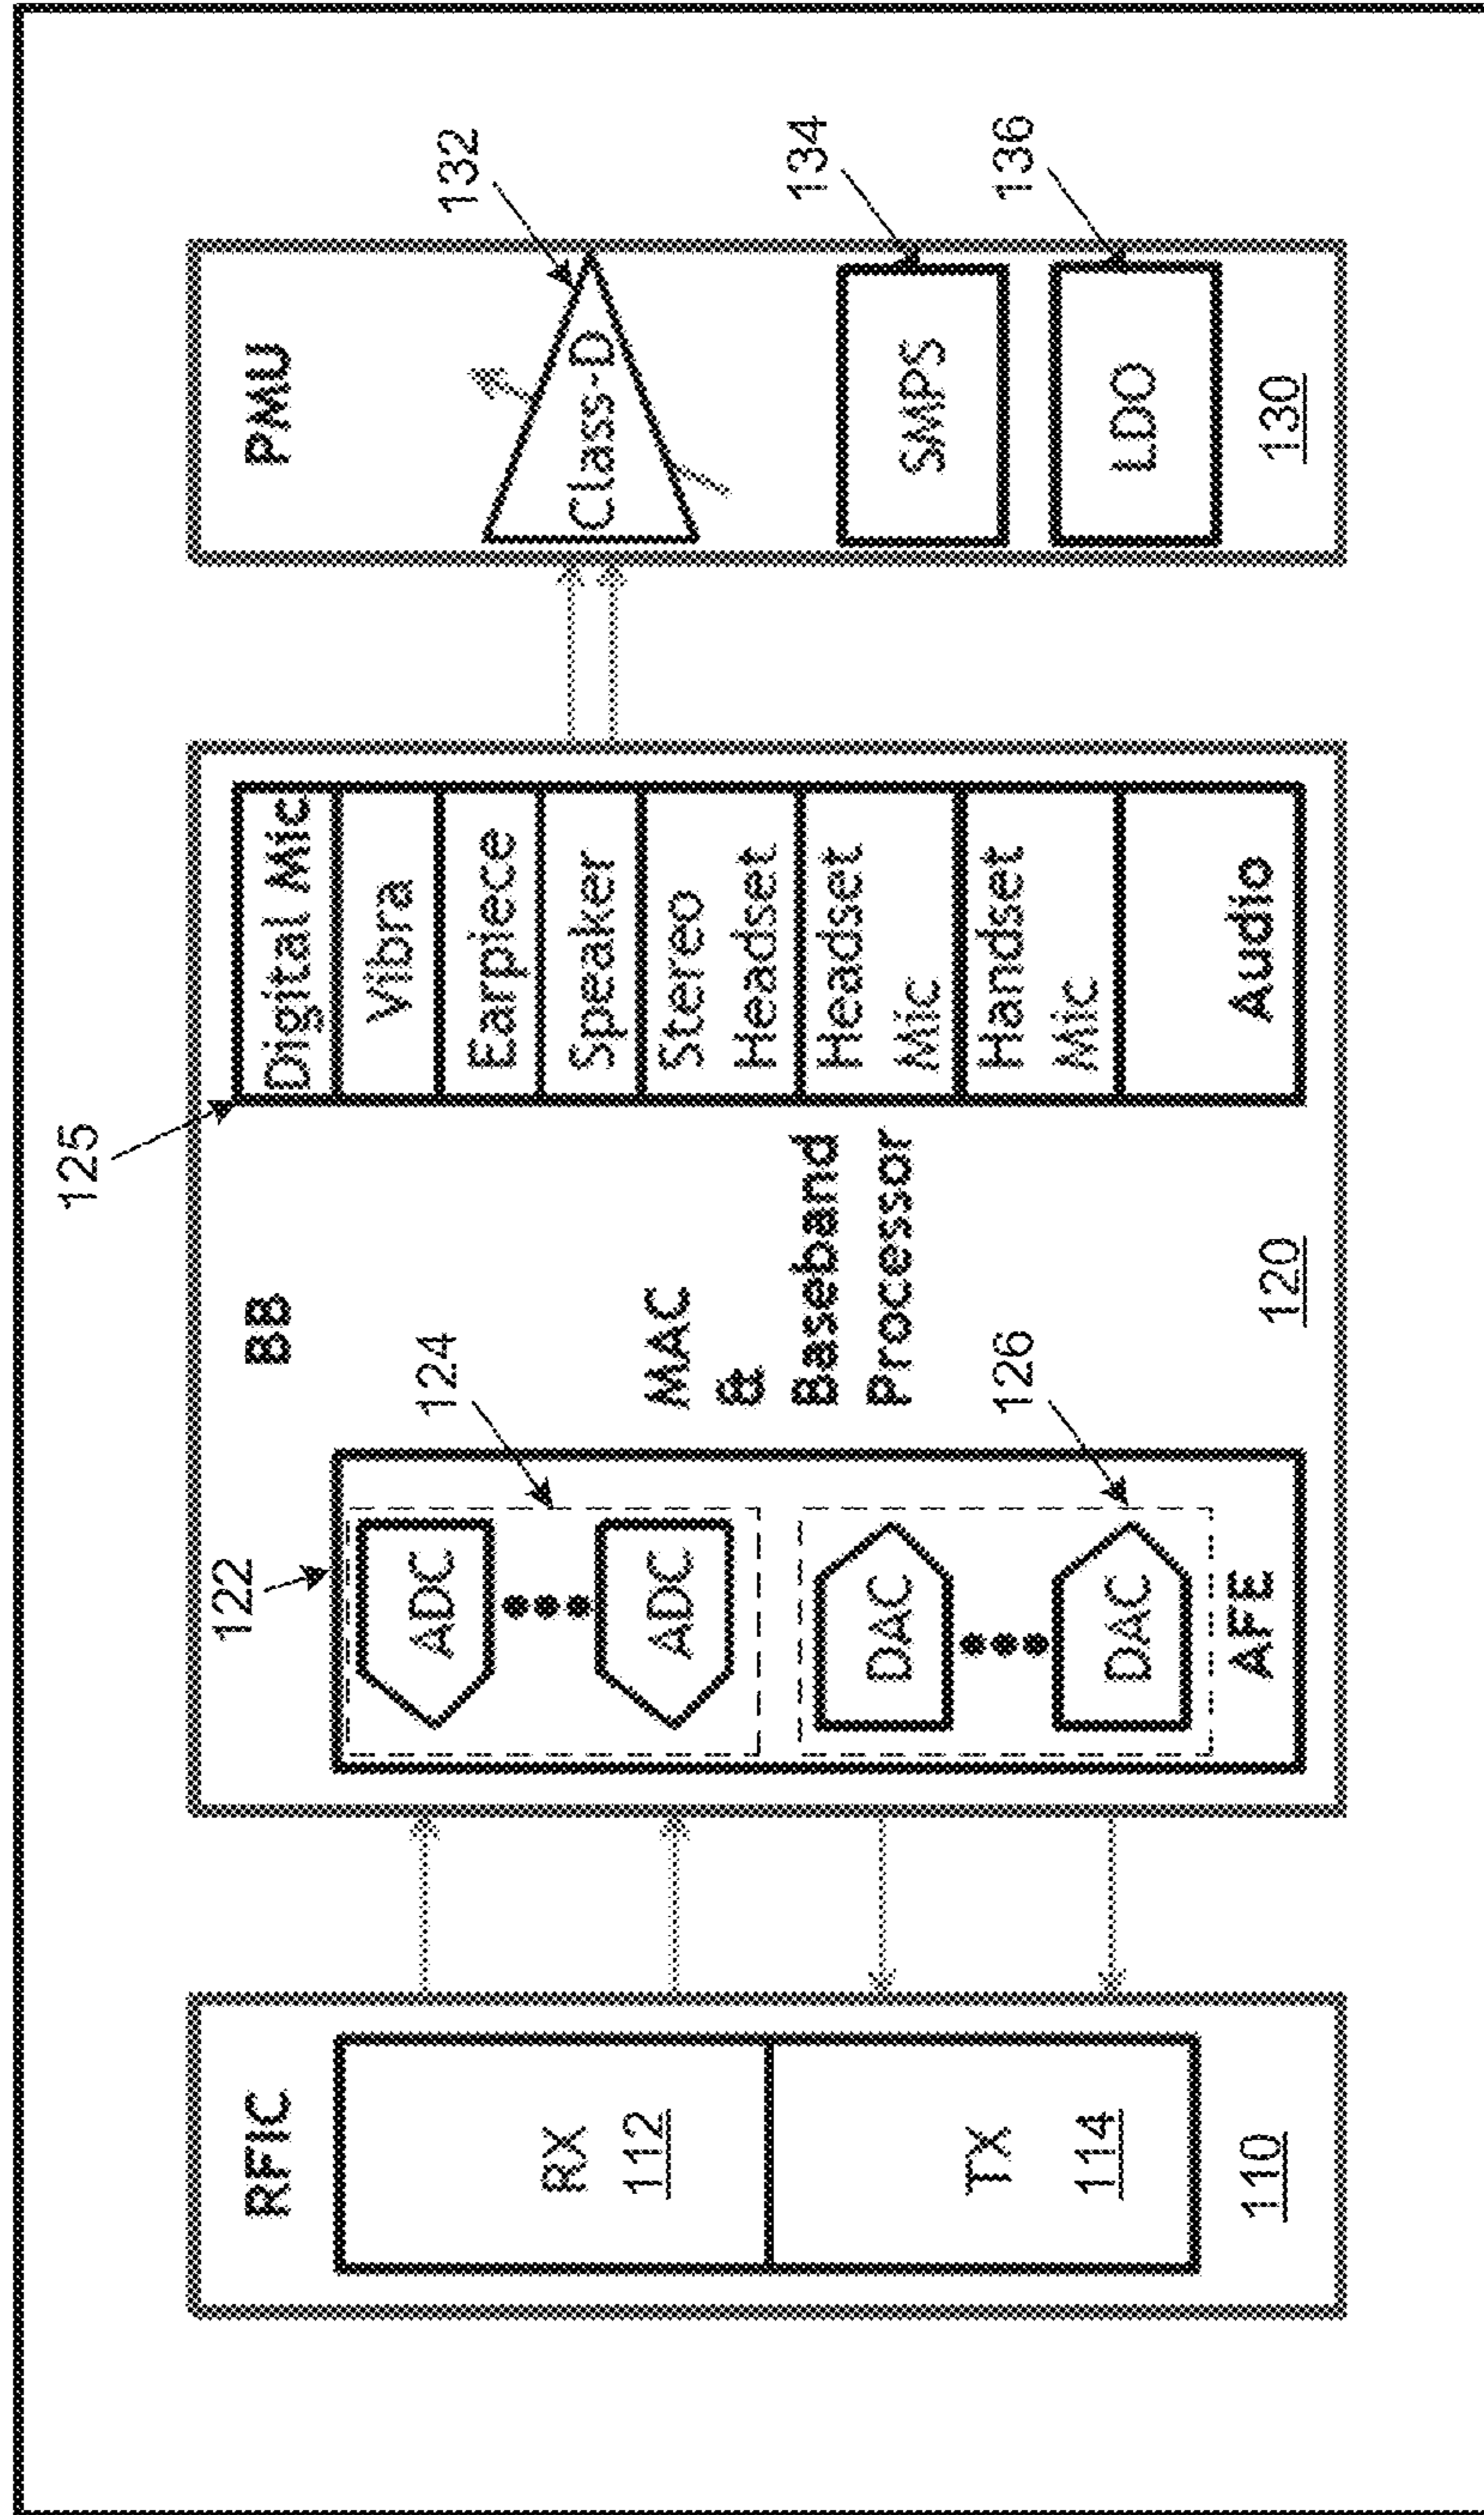 RFIC
RX
112
TX
114
110
BB
122
ADC
ADC
124
DAC
DAC
126
AFE
MAC
&
Baseband
Processor
120
125
Digital Mic
Vibra
Earpiece
Speaker
Stereo
Headset
Headset
Mic
Handset
Mic
Audio
PMU
132
Class-D
134
SMPS
136
LDO
130